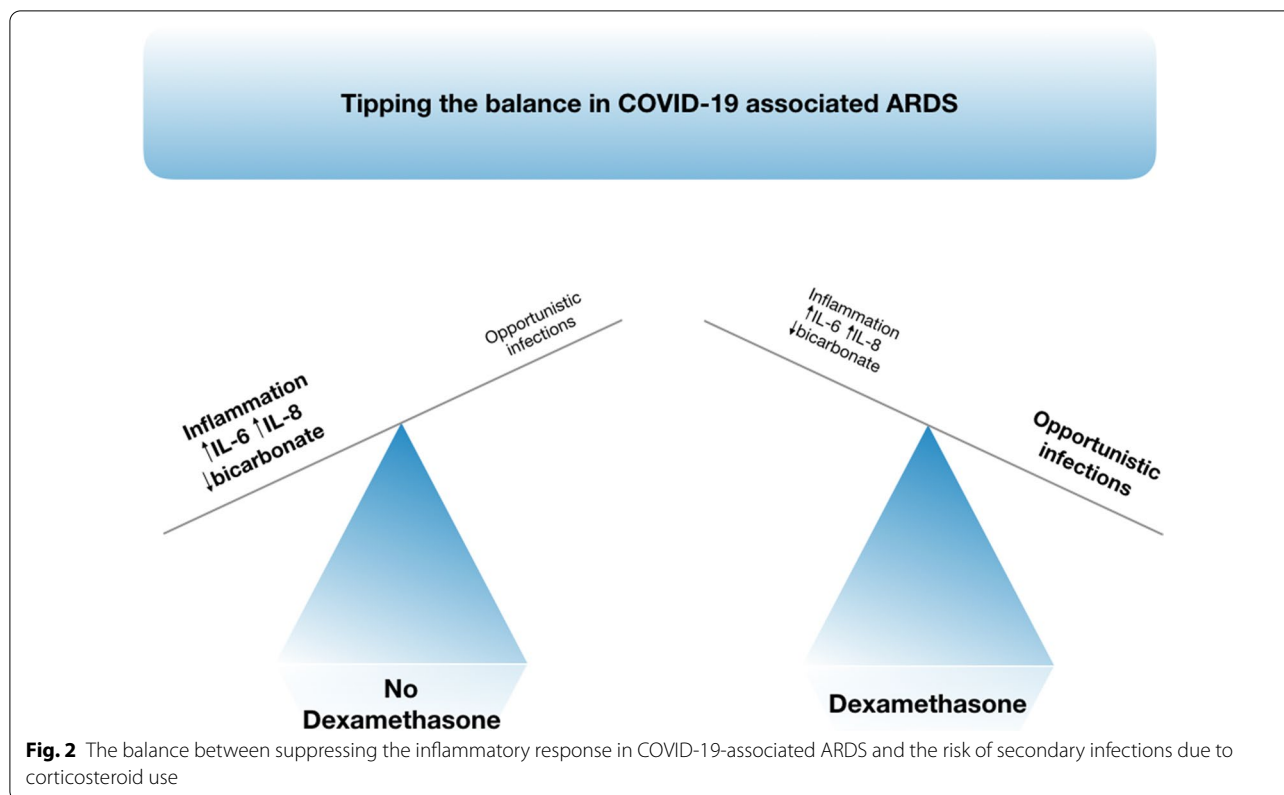 Tipping the balance in COVID-19 associated ARDS
Opportunistic
infections
Inflammation
↑IL-6 ↑IL-8
↓bicarbonate
No
Dexamethasone
Inflammation
↑IL-6 ↑IL-8
↓bicarbonate
Opportunistic
infections
Dexamethasone
Fig. 2 The balance between suppressing the inflammatory response in COVID-19-associated ARDS and the risk of secondary infections due to
corticosteroid use